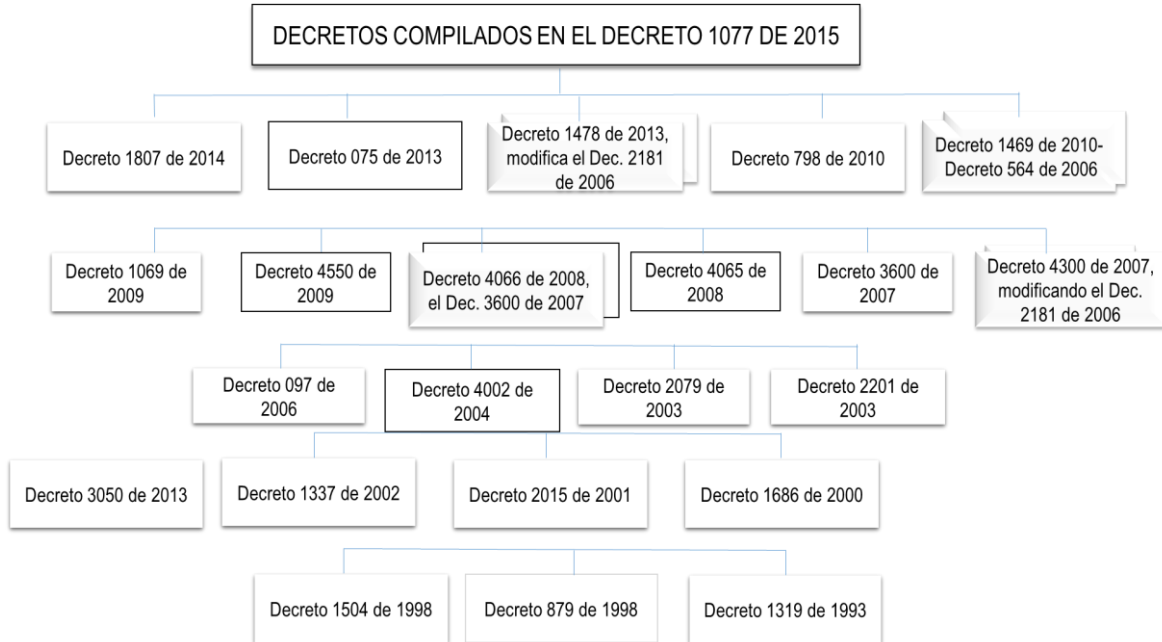 DECRETOS COMPILADOS EN EL DECRETO 1077 DE 2015
Decreto 1807 de 2014
Decreto 075 de 2013
Decreto 1478 de 2013,
modifica el Dec. 2181
de 2006
Decreto 798 de 2010
Decreto 1469 de 2010-
Decreto 564 de 2006
Decreto 1069 de
2009
Decreto 4550 de
2009
Decreto 4066 de 2008,
el Dec. 3600 de 2007
Decreto 4065 de
2008
Decreto 3600 de
2007
Decreto 4300 de 2007,
modificando el Dec.
2181 de 2006
Decreto 097 de
2006
Decreto 4002 de
2004
Decreto 2079 de
2003
Decreto 2201 de
2003
Decreto 3050 de 2013
Decreto 1337 de 2002
Decreto 2015 de 2001
Decreto 1686 de 2000
Decreto 1504 de 1998
Decreto 879 de 1998
Decreto 1319 de 1993